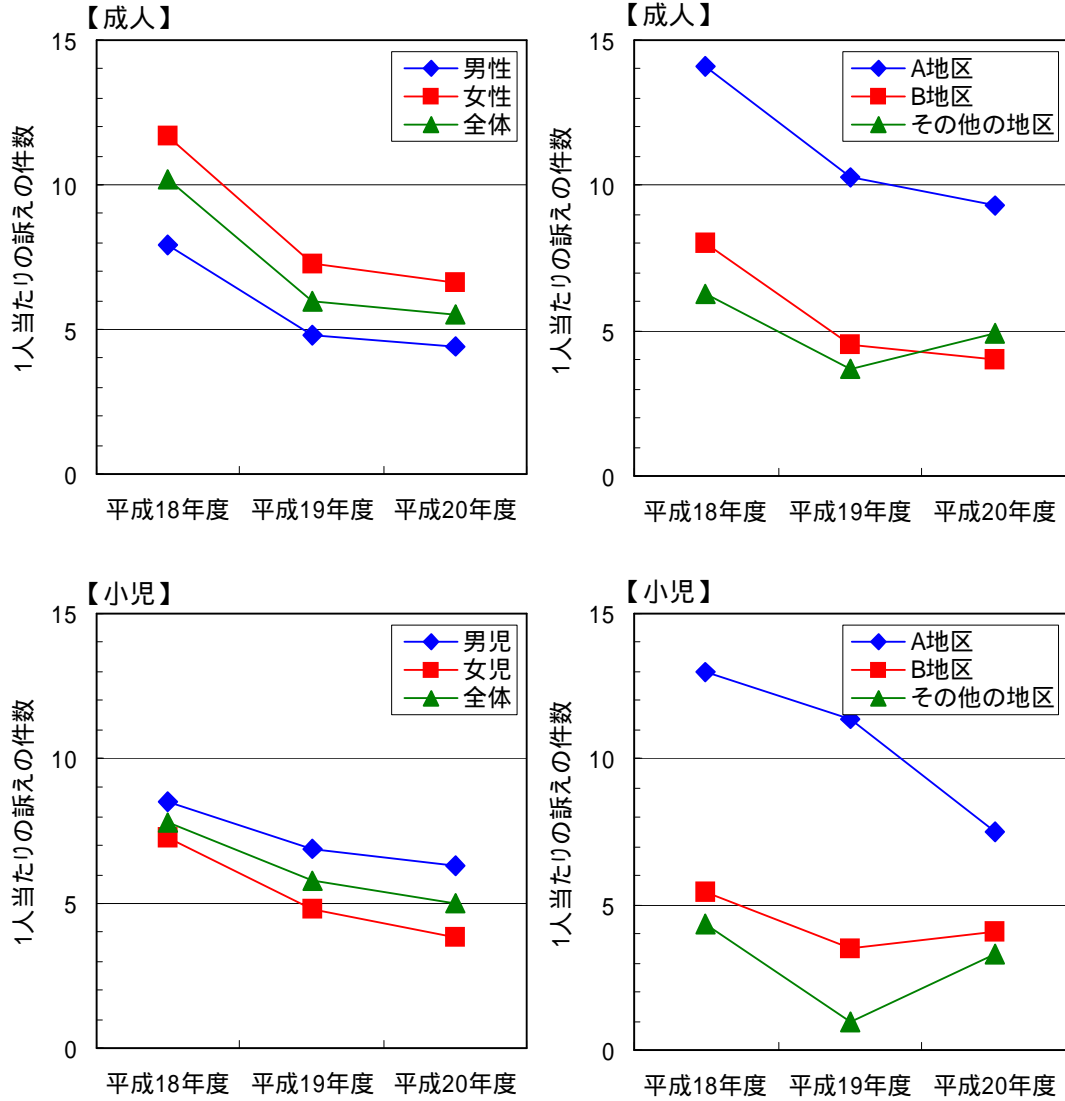 【成人】
15
10
5
0
1人当たりの訴えの件数
男性
女性
全体
平成18年度 平成19年度 平成20年度
【成人】
15
10
5
0
1人当たりの訴えの件数
A地区
B地区
その他の地区
平成18年度 平成19年度 平成20年度
【小児】
15
10
5
0
1人当たりの訴えの件数
男児
女児
全体
平成18年度 平成19年度 平成20年度
【小児】
15
10
5
0
1人当たりの訴えの件数
A地区
B地区
その他の地区
平成18年度 平成19年度 平成20年度